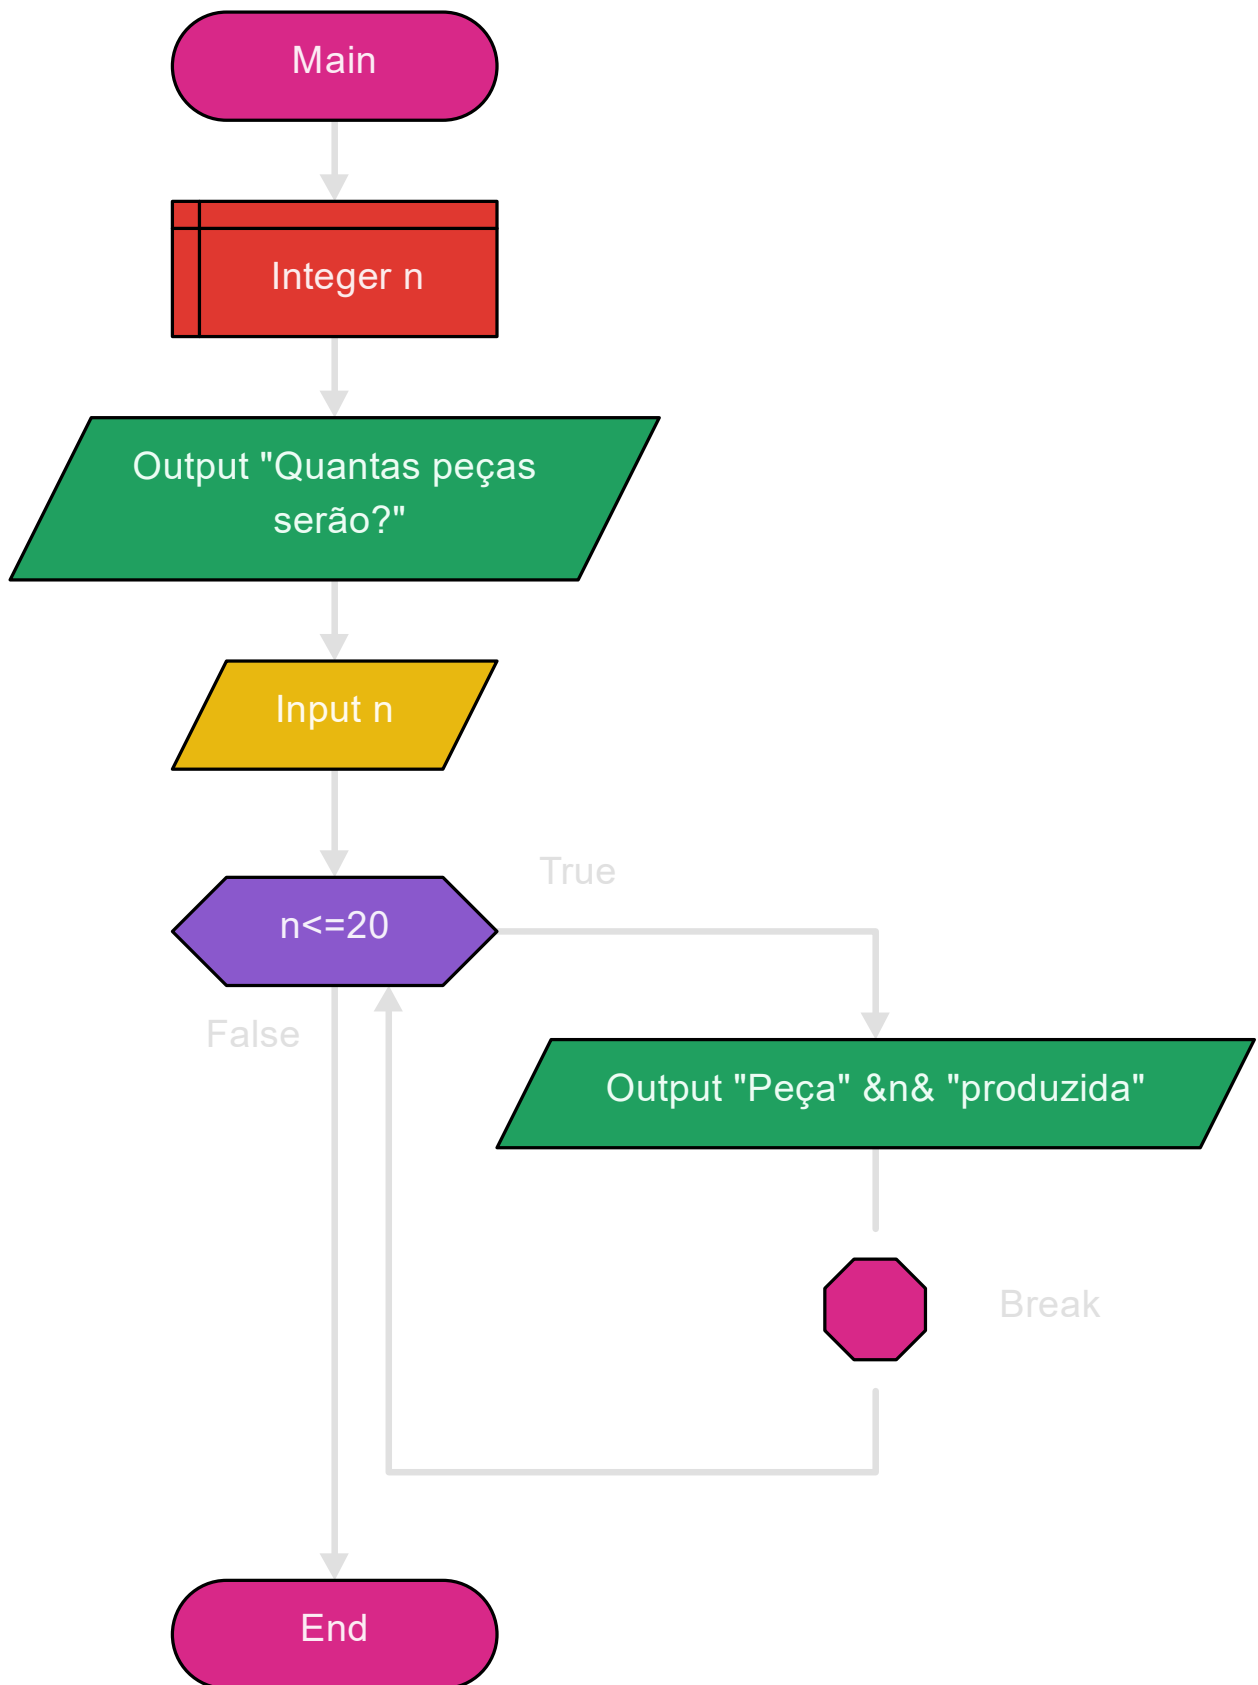 Main
Integer n
Output "Quantas peças
serão?"
Input n
True
n<=20
False
Output "Peça" &n& "produzida"
Break
End